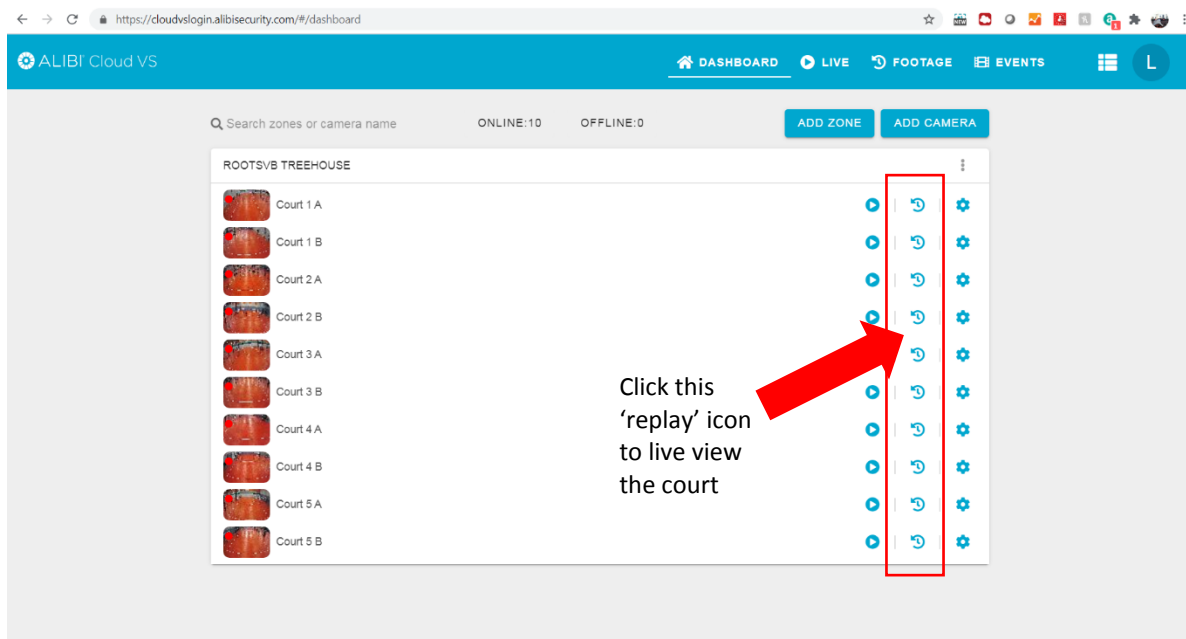 https://cloudvslogin.alibisecurity.com/#/dashboard
ALIBI Cloud VS
DASHBOARD
LIVE
FOOTAGE
EVENTS
L
Search zones or camera name
ONLINE:10
OFFLINE:0
ADD ZONE
ADD CAMERA
ROOTSVB TREEHOUSE
Court 1 A
Court 1 B
Court 2 A
Court 2 B
Court 3 A
Court 3 B
Court 4 A
Court 4 B
Court 5 A
Court 5 B
Click this
‘replay’ icon
to live view
the court